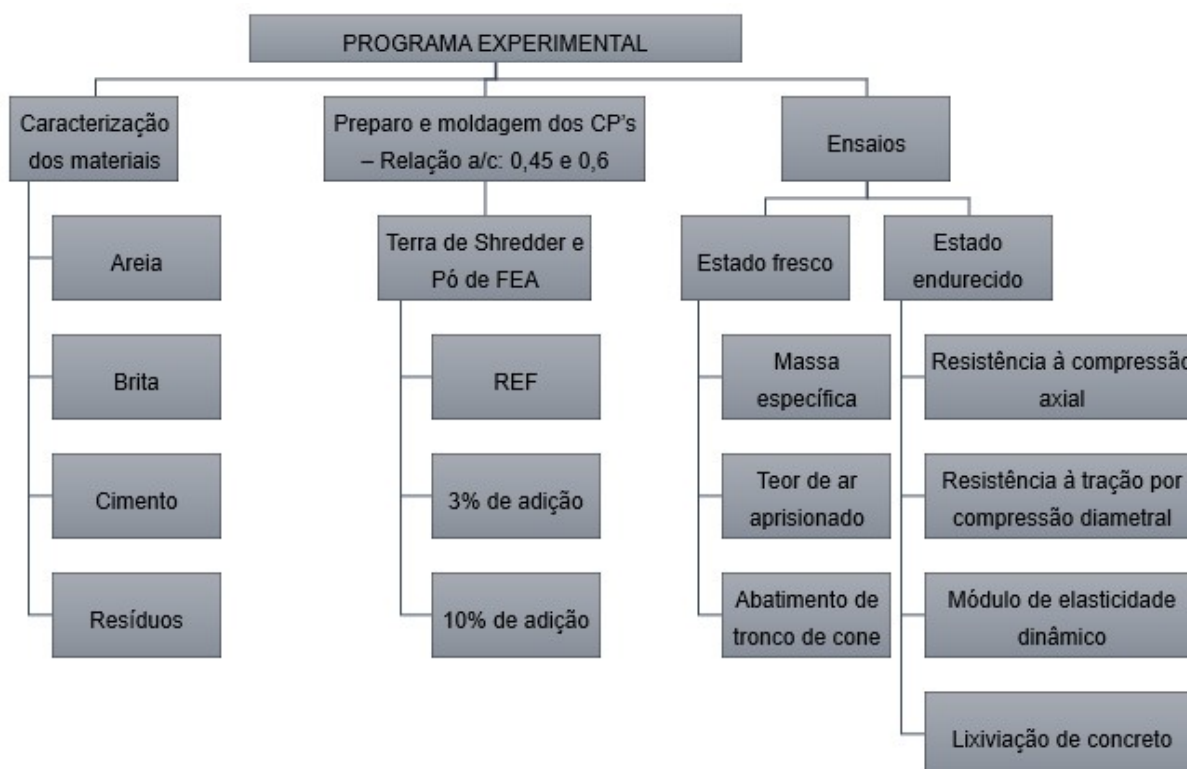 PROGRAMA EXPERIMENTAL
Caracterização
dos materiais
Areia
Brita
Cimento
Resíduos
Preparo e moldagem dos CP's
– Relação a/c: 0,45 e 0,6
Terra de Shredder e
Pó de FEA
REF
3% de adição
10% de adição
Ensaios
Estado fresco
Massa
específica
Teor de ar
aprisionado
Abatimento de
tronco de cone
Estado
endurecido
Resistência à compressão
axial
Resistência à tração por
compressão diametral
Módulo de elasticidade
dinâmico
Lixiviação de concreto